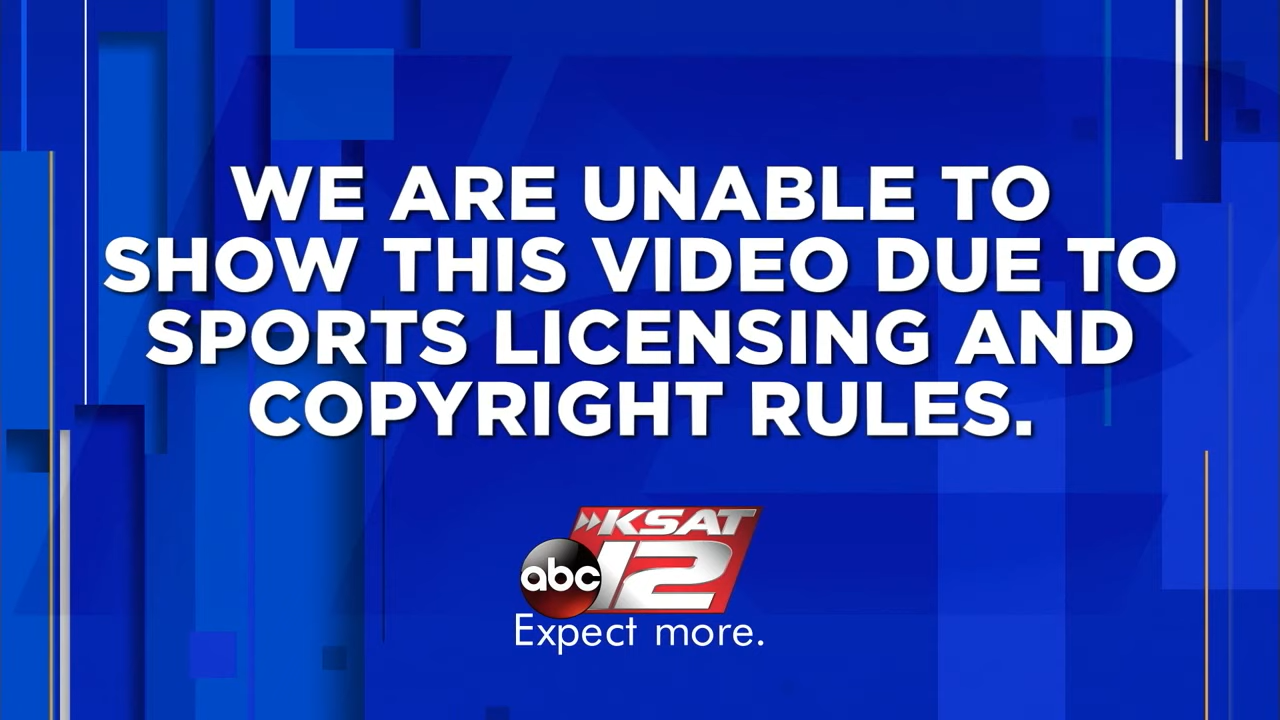 WE ARE UNABLE TO
SHOW THIS VIDEO DUE TO
SPORTS LICENSING AND
COPYRIGHT RULES.
KSAT
abc 12
Expect more.